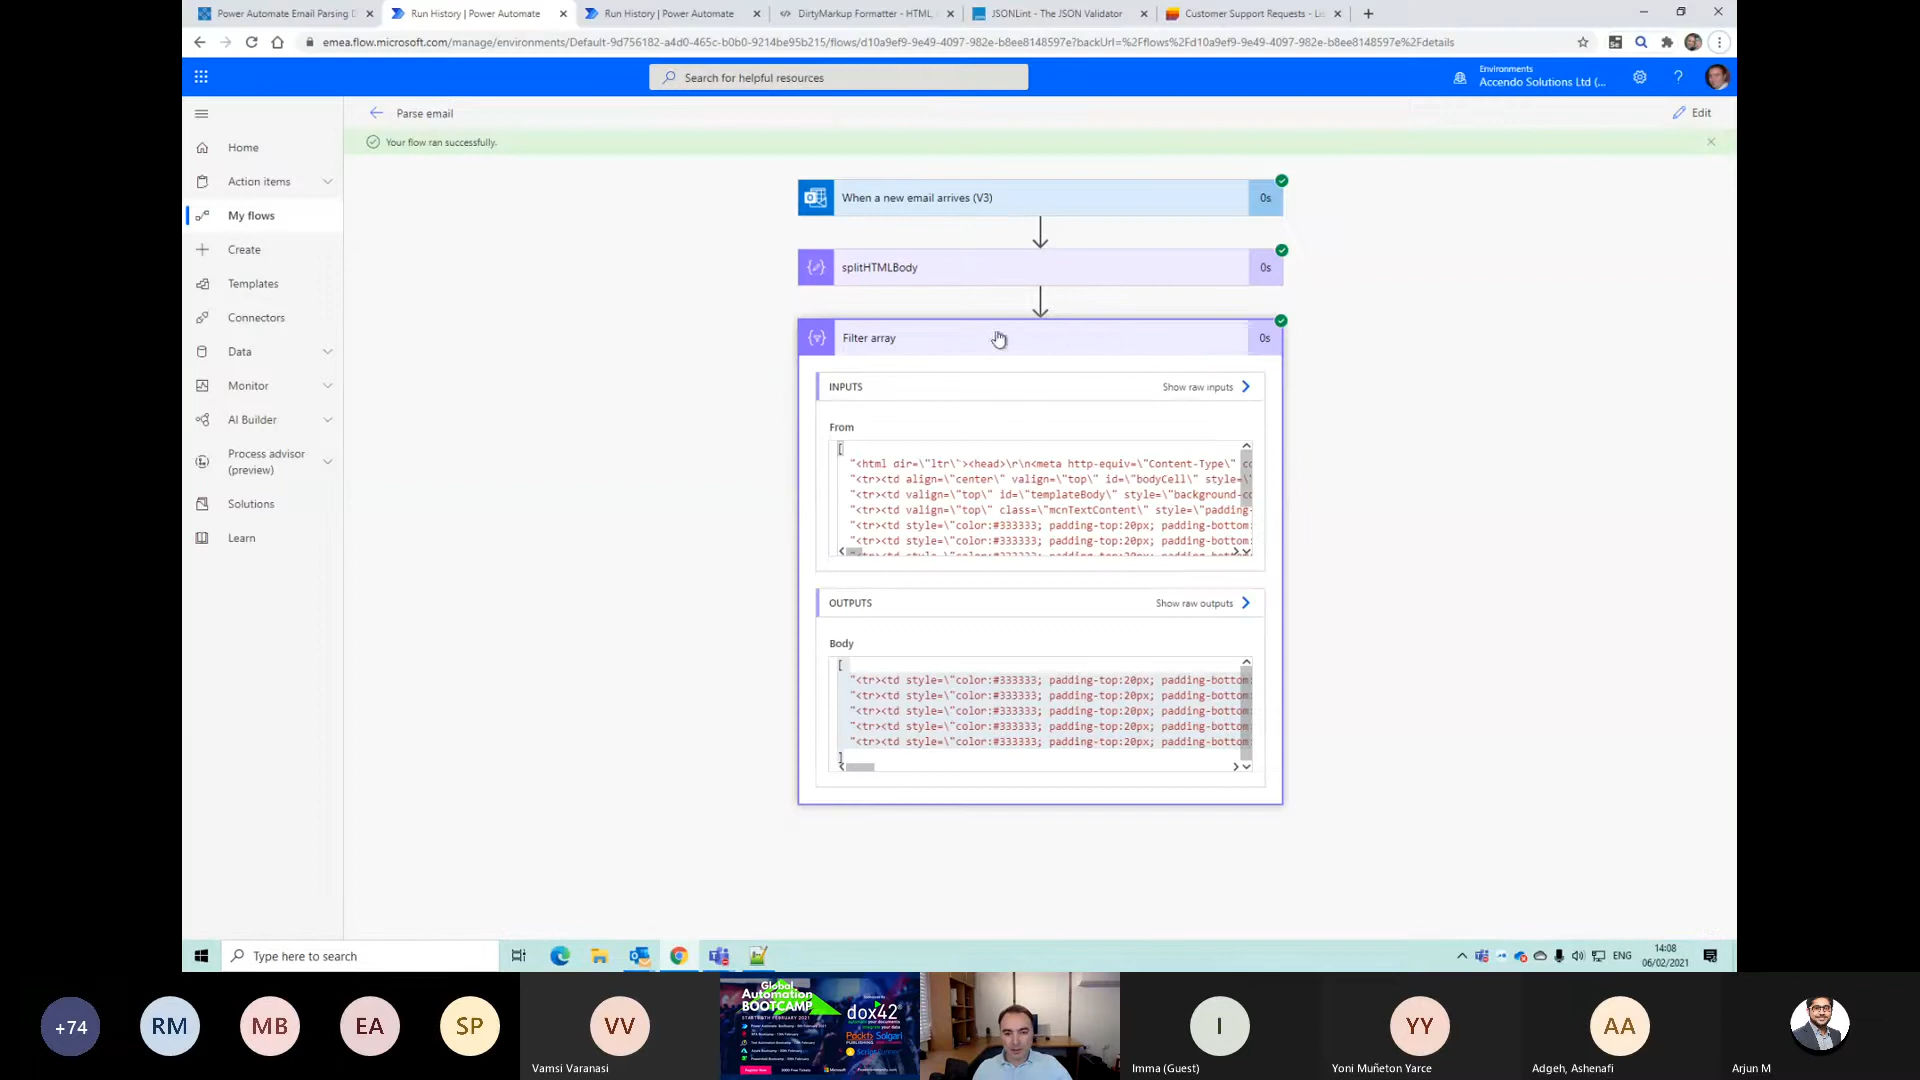 Power Automate Email Parsing D
Run History | Power Automate
Run History | Power Automate
DirtyMarkup Formatter - HTML,
JSONLint - The JSON Validator
Customer Support Requests - Lis
emea.flow.microsoft.com/manage/environments/Default-9d756182-a4d0-465c-b0b0-9214be95b215/flows/d10a9ef9-9e49-4097-982e-b8ee8148597e?backUrl=%2Fflows%2Fd10a9ef9-9e49-4097-982e-b8ee8148597e%2Fdetails
Search for helpful resources
Environments
Accendo Solutions Ltd (...
Parse email
Edit
Your flow ran successfully.
Home
Action items
My flows
Create
Templates
Connectors
Data
Monitor
AI Builder
Process advisor
(preview)
Solutions
Learn
When a new email arrives (V3)
0s
splitHTMLBody
0s
Filter array
0s
INPUTS
Show raw inputs
From
[
"<html dir=\"ltr\"><head>\r\n<meta http-equiv=\"Content-Type\" co
"<tr><td align=\"center\" valign=\"top\" id=\"bodyCell\" style=\"
"<tr><td valign=\"top\" id=\"templateBody\" style=\"background-co
"<tr><td valign=\"top\" class=\"mcnTextContent\" style=\"padding-
"<tr><td style=\"color:#333333; padding-top:20px; padding-bottom:
"<tr><td style=\"color:#333333; padding-top:20px; padding-bottom:
OUTPUTS
Show raw outputs
Body
[
"<tr><td style=\"color:#333333; padding-top:20px; padding-bottom:
"<tr><td style=\"color:#333333; padding-top:20px; padding-bottom:
"<tr><td style=\"color:#333333; padding-top:20px; padding-bottom:
"<tr><td style=\"color:#333333; padding-top:20px; padding-bottom:
"<tr><td style=\"color:#333333; padding-top:20px; padding-bottom:
]
Type here to search
ENG
14:08
06/02/2021
+74
RM
MB
EA
SP
VV
Vamsi Varanasi
Global
Automation
BOOTCAMP
dox42
I
Imma (Guest)
YY
Yoni Muñeton Yarce
AA
Adgeh, Ashenafi
Arjun M